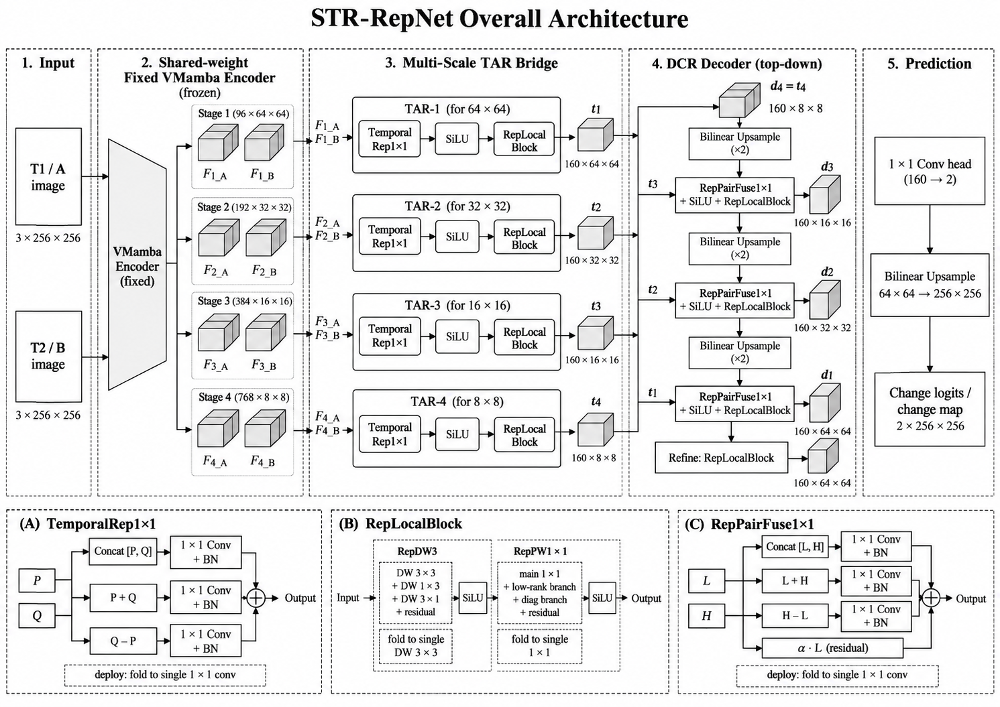 STR-RepNet Overall Architecture
1. Input
T1 / A
image
3 × 256 × 256
T2 / B
image
3 × 256 × 256
2. Shared-weight
Fixed VMamba Encoder
(frozen)
VMamba
Encoder
(fixed)
Stage 1 (96 × 64 × 64)
F1_A
F1_B
Stage 2 (192 × 32 × 32)
F2_A
F2_B
Stage 3 (384 × 16 × 16)
F3_A
F3_B
Stage 4 (768 × 8 × 8)
F4_A
F4_B
3. Multi-Scale TAR Bridge
F1_A
F1_B
TAR-1 (for 64 × 64)
Temporal
Rep1×1
SiLU
RepLocal
Block
t1
160 × 64 × 64
F2_A
F2_B
TAR-2 (for 32 × 32)
Temporal
Rep1×1
SiLU
RepLocal
Block
t2
160 × 32 × 32
F3_A
F3_B
TAR-3 (for 16 × 16)
Temporal
Rep1×1
SiLU
RepLocal
Block
t3
160 × 16 × 16
F4_A
F4_B
TAR-4 (for 8 × 8)
Temporal
Rep1×1
SiLU
RepLocal
Block
t4
160 × 8 × 8
4. DCR Decoder (top-down)
d4 = t4
160 × 8 × 8
Bilinear Upsample
(×2)
t3
RepPairFuse1×1
+ SiLU + RepLocalBlock
d3
160 × 16 × 16
Bilinear Upsample
(×2)
t2
RepPairFuse1×1
+ SiLU + RepLocalBlock
d2
160 × 32 × 32
Bilinear Upsample
(×2)
t1
RepPairFuse1×1
+ SiLU + RepLocalBlock
d1
160 × 64 × 64
Refine: RepLocalBlock
160 × 64 × 64
5. Prediction
1 × 1 Conv head
(160 → 2)
Bilinear Upsample
64 × 64 → 256 × 256
Change logits /
change map
2 × 256 × 256
(A) TemporalRep1×1
P
Q
Concat [P, Q]
1 × 1 Conv
+ BN
P + Q
1 × 1 Conv
+ BN
Q – P
1 × 1 Conv
+ BN
+
Output
deploy: fold to single 1 × 1 conv
(B) RepLocalBlock
Input
RepDW3
DW 3 × 3
+ DW 1 × 3
+ DW 3 × 1
+ residual
fold to single
DW 3 × 3
SiLU
RepPW1 × 1
main 1 × 1
+ low-rank branch
+ diag branch
+ residual
fold to single
1 × 1
SiLU
Output
(C) RepPairFuse1×1
L
H
Concat [L, H]
1 × 1 Conv
+ BN
L + H
1 × 1 Conv
+ BN
H – L
1 × 1 Conv
+ BN
α · L (residual)
+
Output
deploy: fold to single 1 × 1 conv